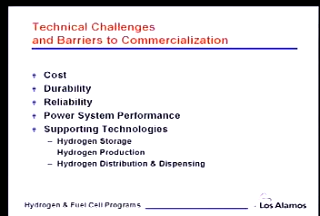 Technical Challenges
and Barriers to Commercialization
Cost
Durability
Reliability
Power System Performance
Supporting Technologies
– Hydrogen Storage
Hydrogen Production
– Hydrogen Distribution & Dispensing
Hydrogen & Fuel Cell Programs
Los Alamos